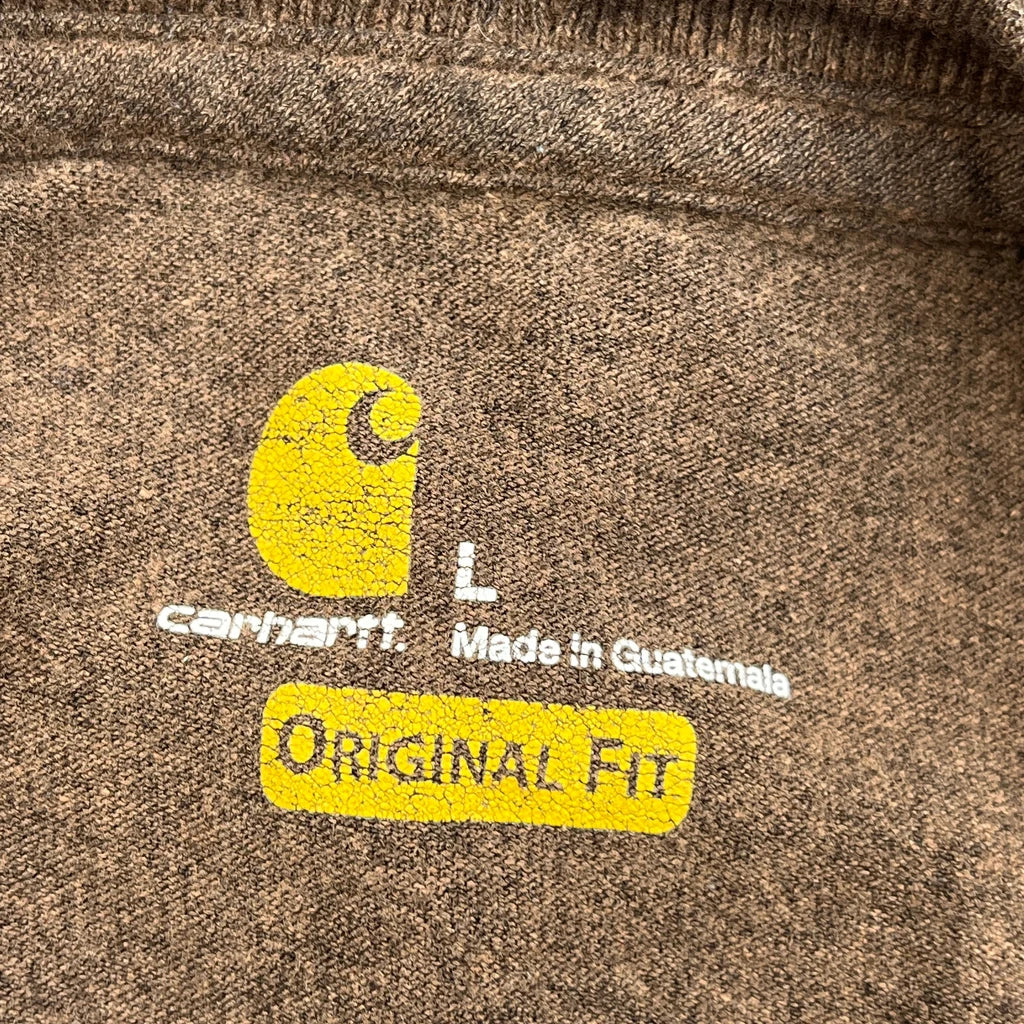 L
carhartt.
Made in Guatemala
ORIGINAL FIT